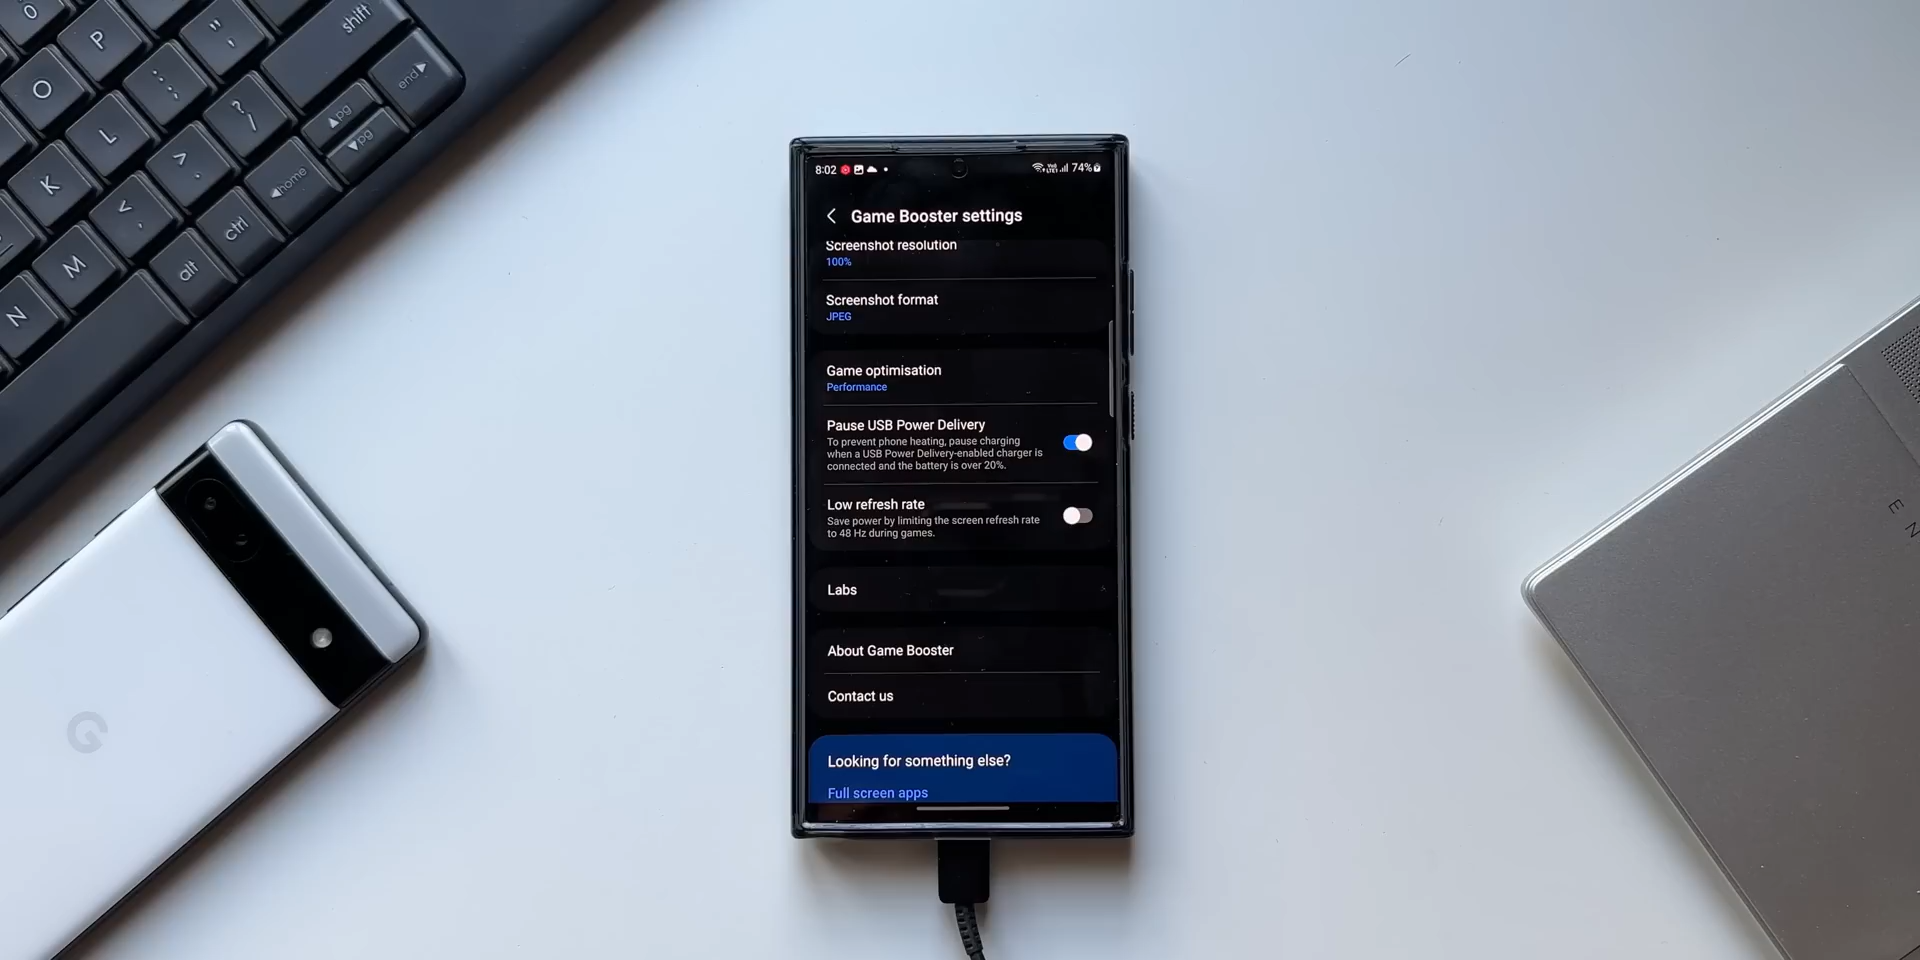 shift
P
"
,
O
:
;
end
L
?
/
pg
pg
K
>
.
home
<
,
ctrl
M
alt
N
G
E N
8:02
74%
Game Booster settings
Screenshot resolution
100%
Screenshot format
JPEG
Game optimisation
Performance
Pause USB Power Delivery
To prevent phone heating, pause charging
when a USB Power Delivery-enabled charger is
connected and the battery is over 20%.
Low refresh rate
Save power by limiting the screen refresh rate
to 48 Hz during games.
Labs
About Game Booster
Contact us
Looking for something else?
Full screen apps